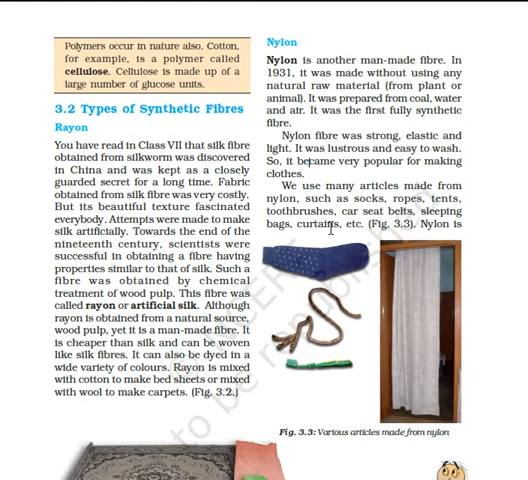 Polymers occur in nature also. Cotton,
for example, is a polymer called
cellulose. Cellulose is made up of a
large number of glucose units.
3.2 Types of Synthetic Fibres
Rayon
You have read in Class VII that silk fibre
obtained from silkworm was discovered
in China and was kept as a closely
guarded secret for a long time. Fabric
obtained from silk fibre was very costly.
But its beautiful texture fascinated
everybody. Attempts were made to make
silk artificially. Towards the end of the
nineteenth century, scientists were
successful in obtaining a fibre having
properties similar to that of silk. Such a
fibre was obtained by chemical
treatment of wood pulp. This fibre was
called rayon or artificial silk. Although
rayon is obtained from a natural source,
wood pulp, yet it is a man-made fibre. It
is cheaper than silk and can be woven
like silk fibres. It can also be dyed in a
wide variety of colours. Rayon is mixed
with cotton to make bed sheets or mixed
with wool to make carpets. (Fig. 3.2.)
Nylon
Nylon is another man-made fibre. In
1931, it was made without using any
natural raw material (from plant or
animal). It was prepared from coal, water
and air. It was the first fully synthetic
fibre.
Nylon fibre was strong, elastic and
light. It was lustrous and easy to wash.
So, it became very popular for making
clothes.
We use many articles made from
nylon, such as socks, ropes, tents,
toothbrushes, car seat belts, sleeping
bags, curtains, etc. (Fig. 3.3). Nylon is
Fig. 3.3: Various articles made from nylon
to be republish